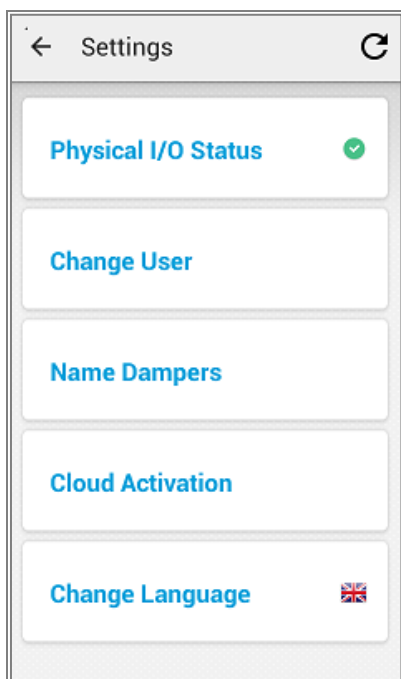 Settings
Physical I/O Status
Change User
Name Dampers
Cloud Activation
Change Language